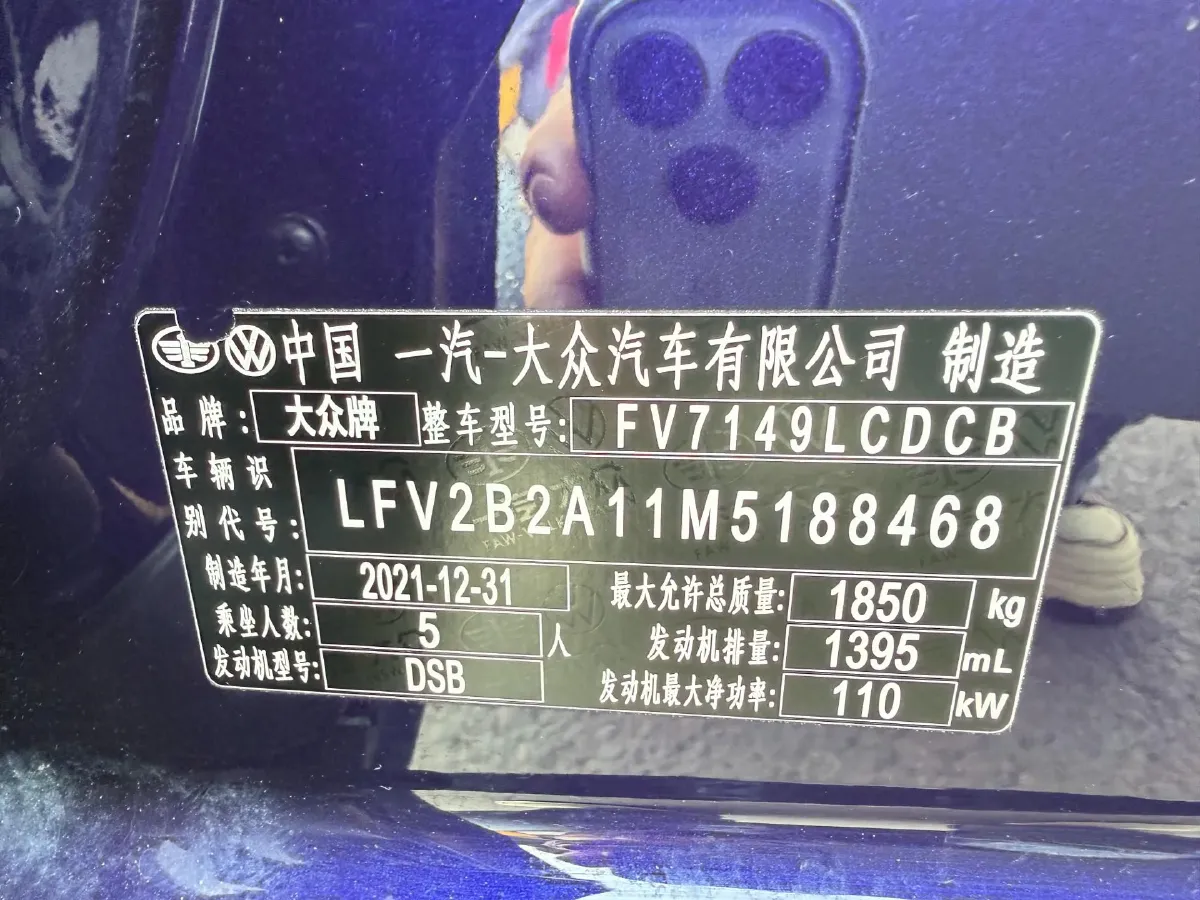 中国 一汽-大众汽车有限公司 制造
品牌: 大众牌 整车型号: FV7149LCDCB
车辆识别代号: LFV2B2A11M5188468
制造年月: 2021-12-31 最大允许总质量: 1850 kg
乘坐人数: 5 人 发动机排量: 1395 mL
发动机型号: DSB 发动机最大净功率: 110 kW